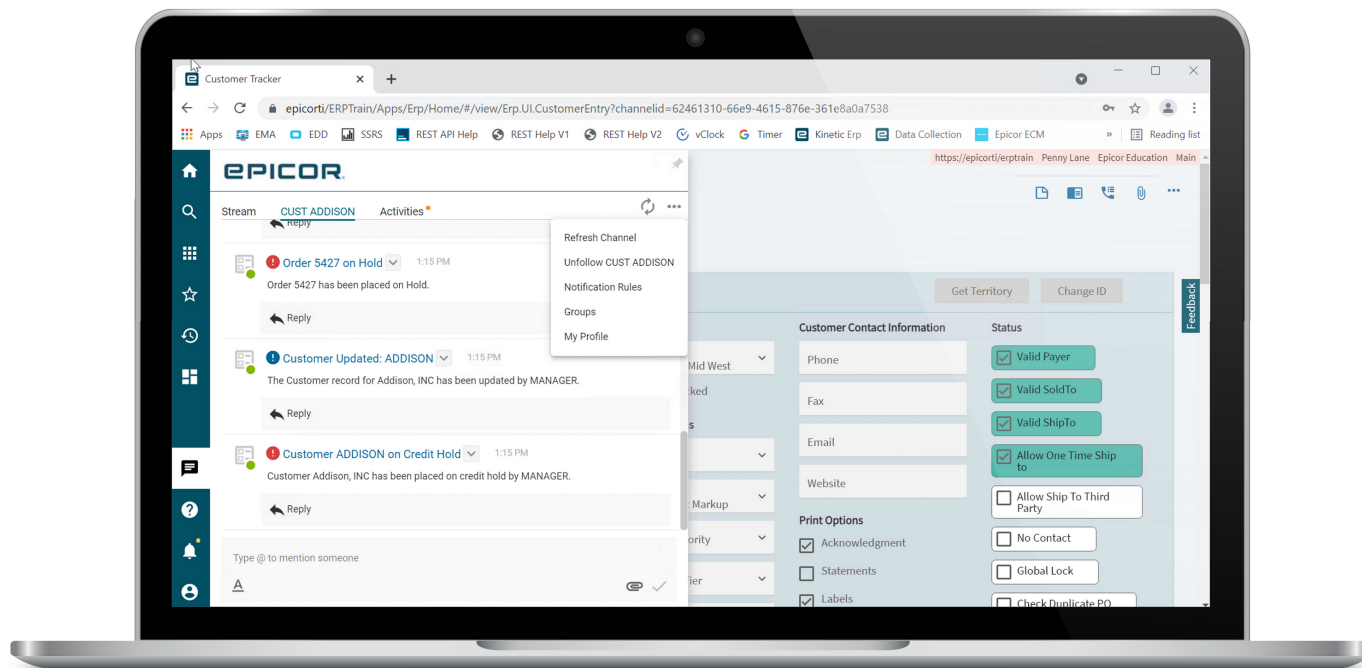 Customer Tracker
epicorti/ERPTrain/Apps/Erp/Home/#/view/Erp.UI.CustomerEntry?channelid=62461310-66e9-4615-876e-361e8a0a7538
Apps EMA EDD SSRS REST API Help REST Help V1 REST Help V2 vClock Timer Kinetic Erp Data Collection Epicor ECM » Reading list
EPICOR
https://epicorti/erptrain Penny Lane Epicor Education Main
Stream CUST ADDISON Activities
Reply
Refresh Channel
Unfollow CUST ADDISON
Notification Rules
Groups
My Profile
Order 5427 on Hold 1:15 PM
Order 5427 has been placed on Hold.
Reply
Customer Updated: ADDISON 1:15 PM
The Customer record for Addison, INC has been updated by MANAGER.
Reply
Customer ADDISON on Credit Hold 1:15 PM
Customer Addison, INC has been placed on credit hold by MANAGER.
Reply
Type @ to mention someone
A
Get Territory Change ID
Feedback
Mid West
ked
s
Markup
ority
fier
Customer Contact Information
Phone
Fax
Email
Website
Print Options
Acknowledgment
Statements
Labels
Status
Valid Payer
Valid SoldTo
Valid ShipTo
Allow One Time Ship
to
Allow Ship To Third
Party
No Contact
Global Lock
Check Duplicate PO